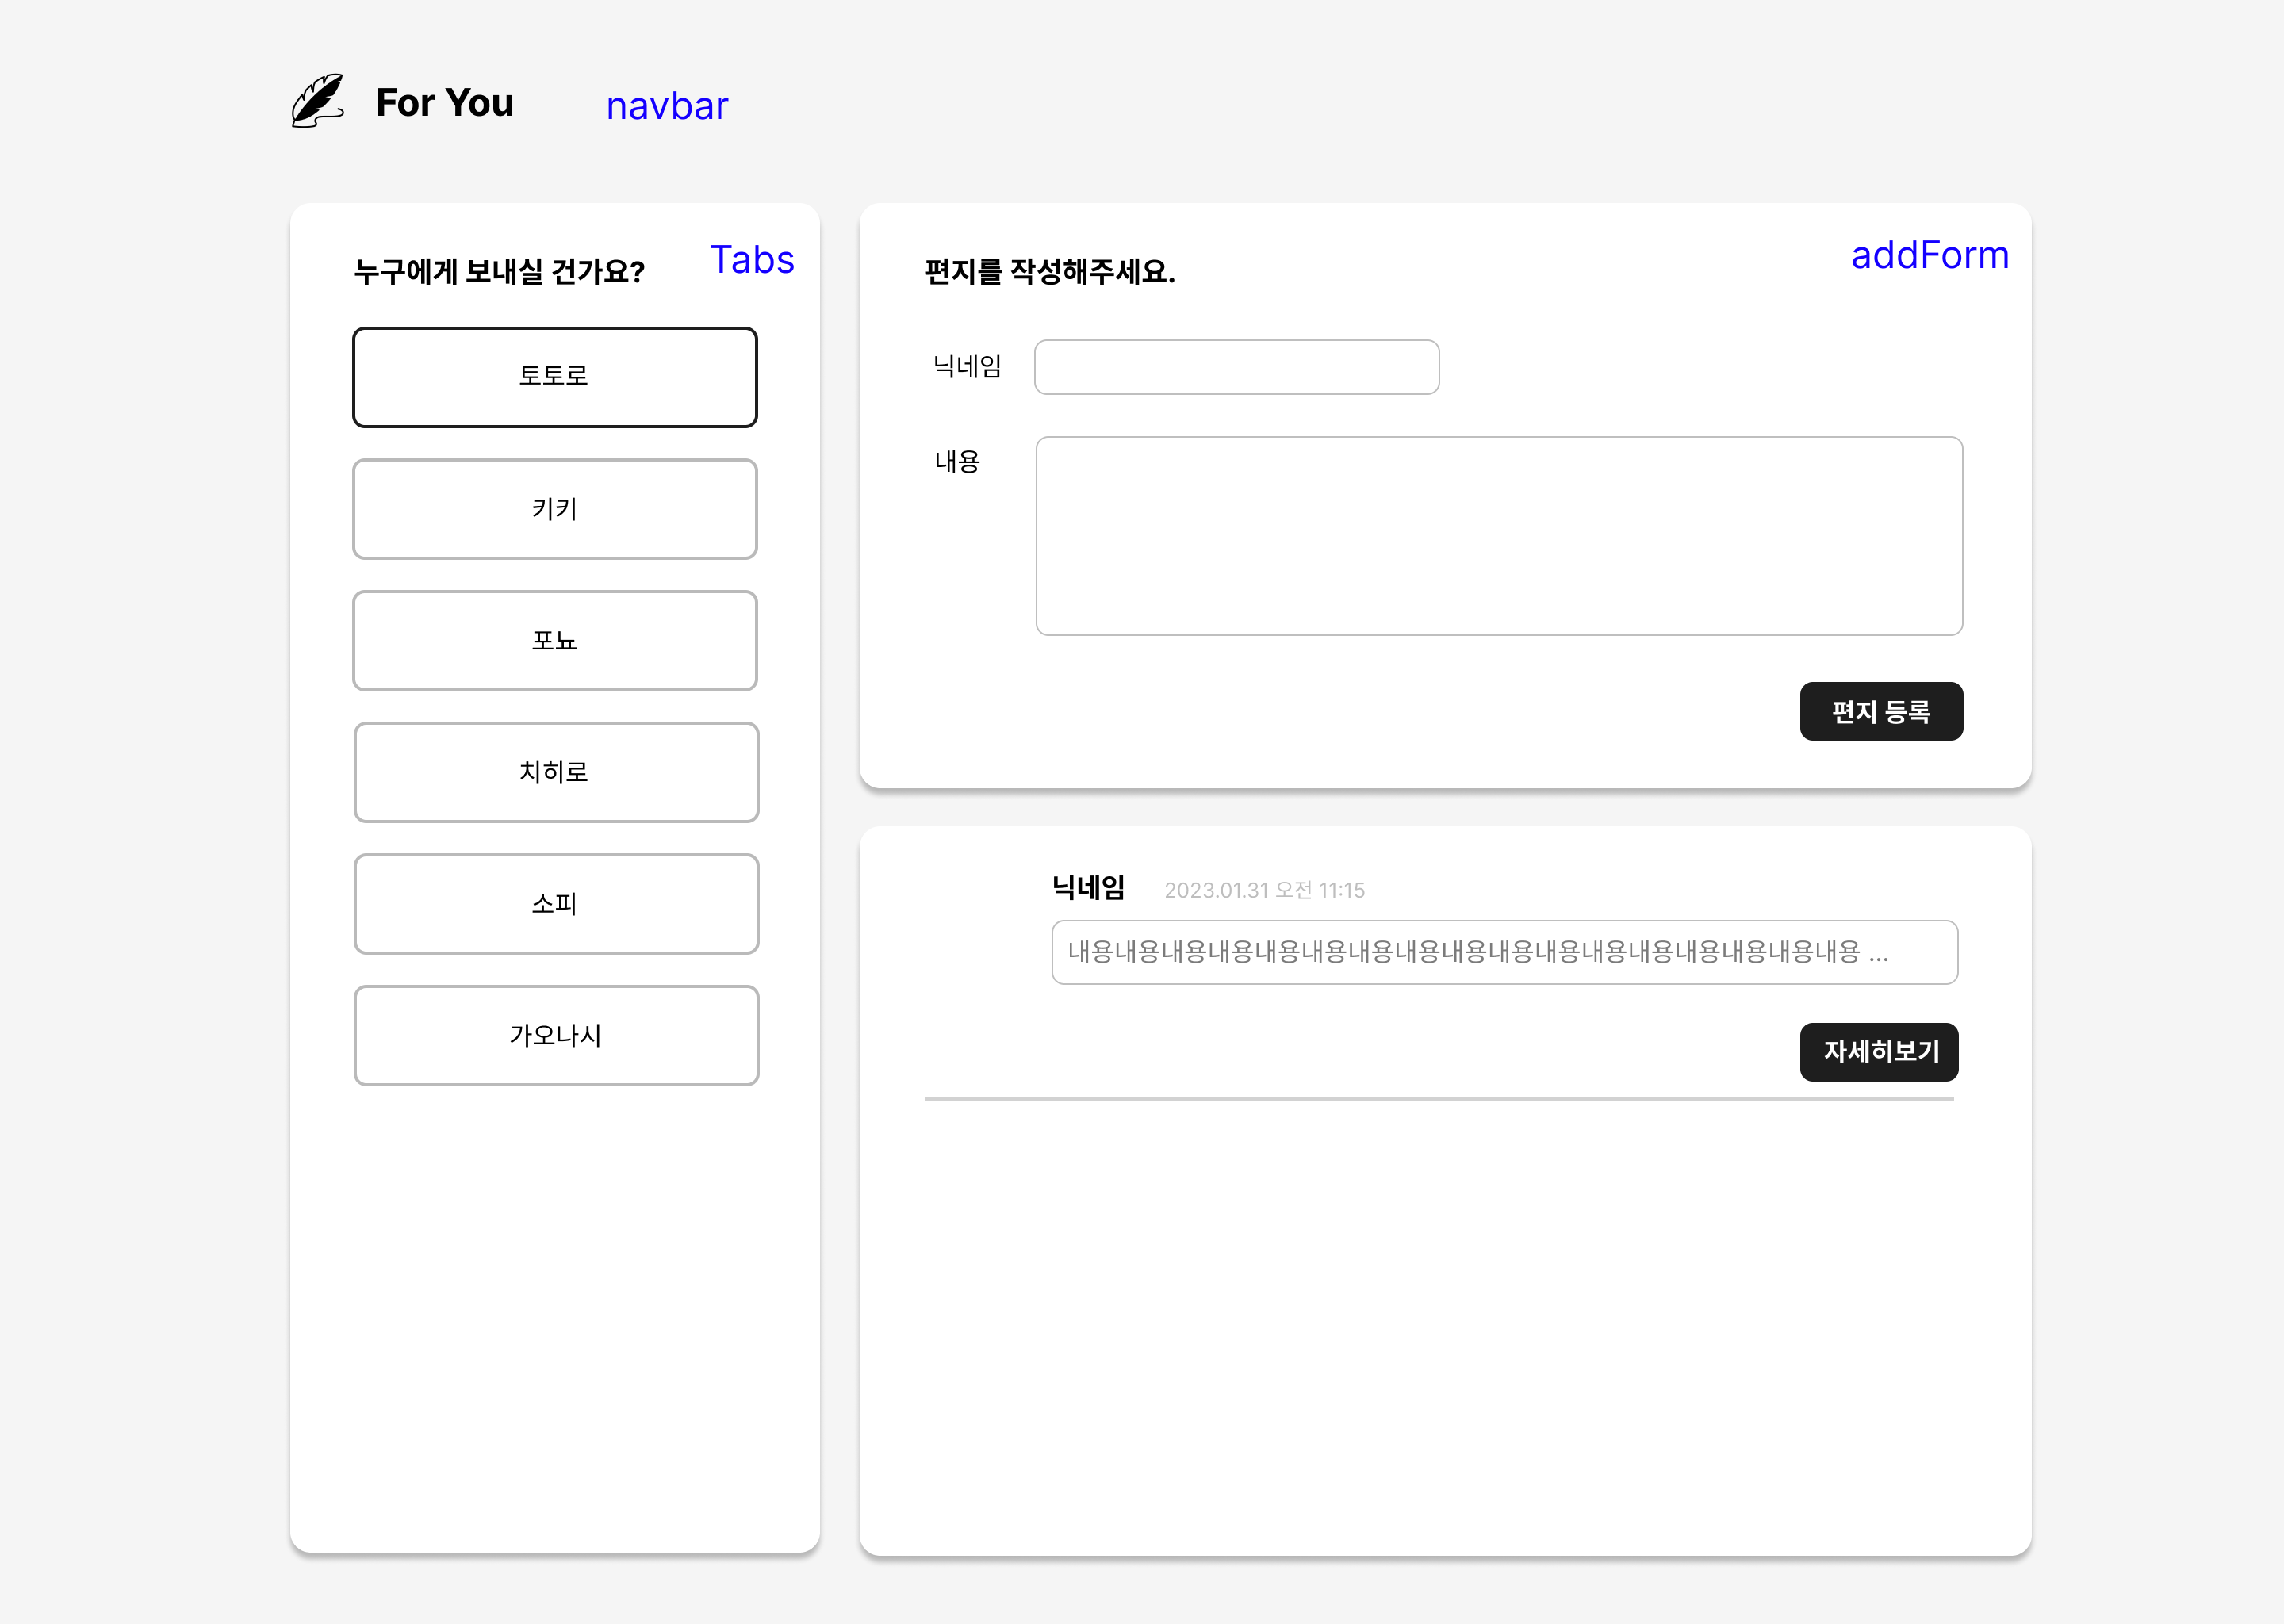 For You
navbar
누구에게 보내실 건가요?
Tabs
토토로
키키
포뇨
치히로
소피
가오나시
편지를 작성해주세요.
addForm
닉네임
내용
편지 등록
닉네임 2023.01.31 오전 11:15
내용내용내용내용내용내용내용내용내용내용내용내용내용내용내용내용내용 ...
자세히보기